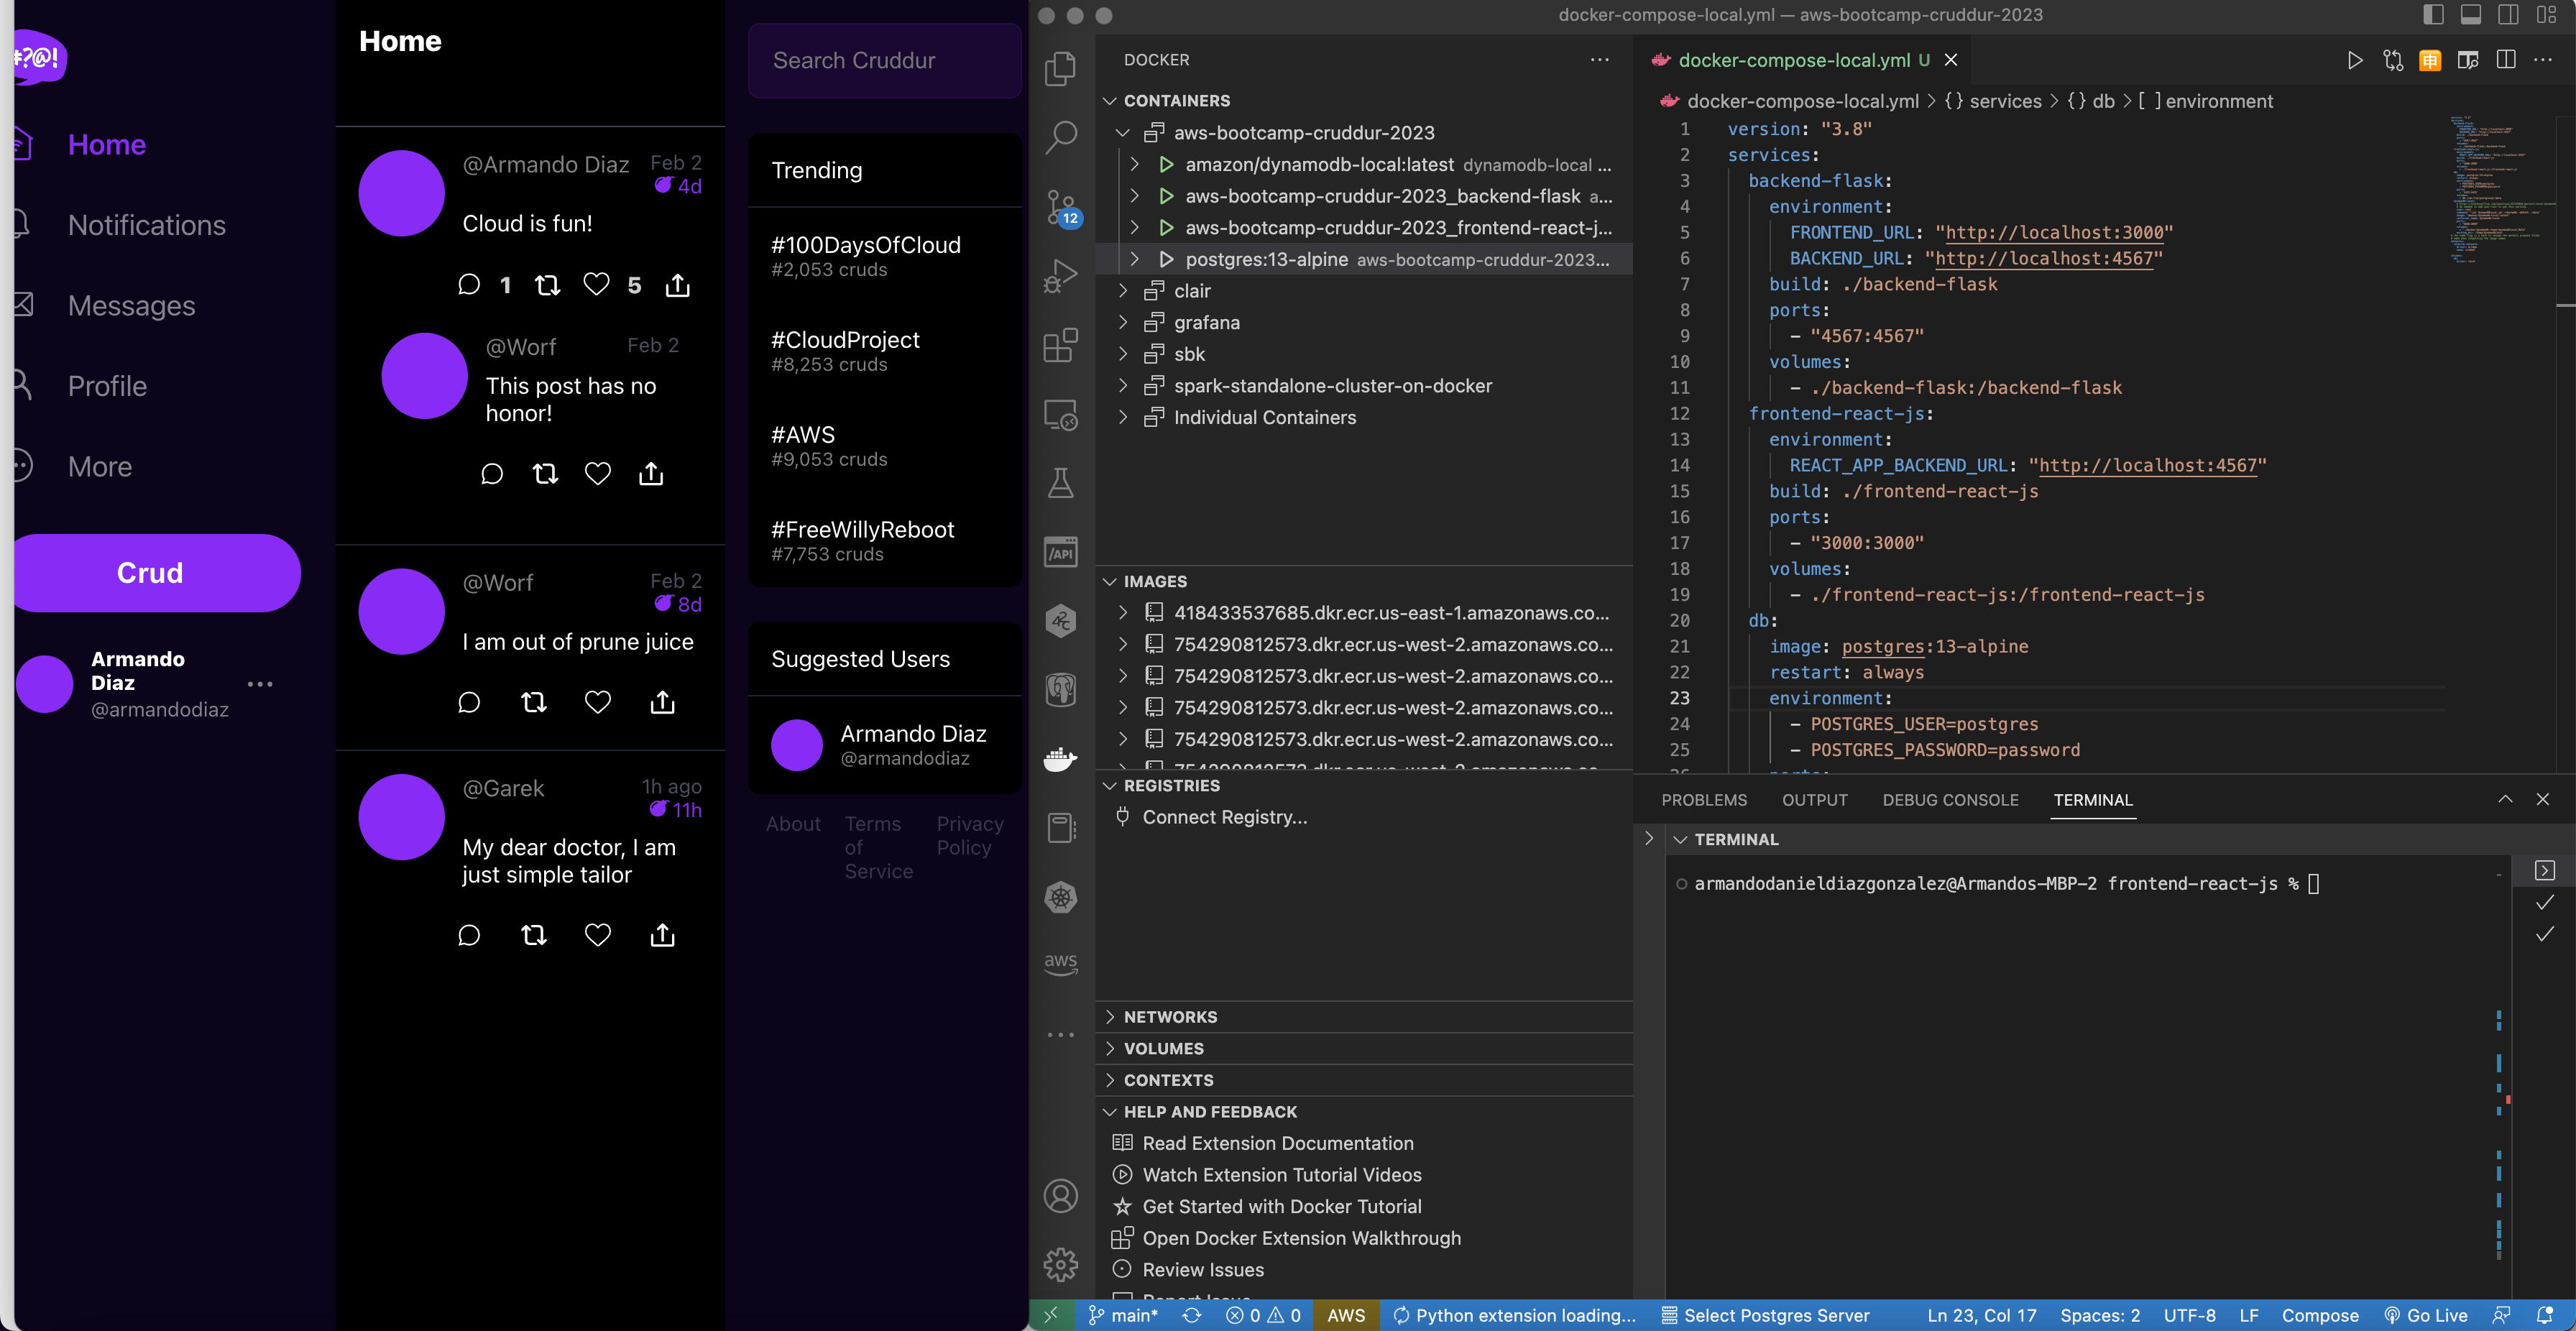 #?@!
Home
Notifications
Messages
Profile
More
Crud
Armando
Diaz
@armandodiaz
Home
@Armando Diaz Feb 2
4d
Cloud is fun!
1 5
@Worf Feb 2
This post has no
honor!
@Worf Feb 2
8d
I am out of prune juice
@Garek 1h ago
11h
My dear doctor, I am
just simple tailor
Search Cruddur
Trending
#100DaysOfCloud
#2,053 cruds
#CloudProject
#8,253 cruds
#AWS
#9,053 cruds
#FreeWillyReboot
#7,753 cruds
Suggested Users
Armando Diaz
@armandodiaz
About Terms of Service Privacy Policy
docker-compose-local.yml — aws-bootcamp-cruddur-2023
12
/API
aws
DOCKER
CONTAINERS
aws-bootcamp-cruddur-2023
amazon/dynamodb-local:latest dynamodb-local ...
aws-bootcamp-cruddur-2023_backend-flask a...
aws-bootcamp-cruddur-2023_frontend-react-j...
postgres:13-alpine aws-bootcamp-cruddur-2023...
clair
grafana
sbk
spark-standalone-cluster-on-docker
Individual Containers
IMAGES
418433537685.dkr.ecr.us-east-1.amazonaws.co...
754290812573.dkr.ecr.us-west-2.amazonaws.co...
754290812573.dkr.ecr.us-west-2.amazonaws.co...
754290812573.dkr.ecr.us-west-2.amazonaws.co...
754290812573.dkr.ecr.us-west-2.amazonaws.co...
754290812573.dkr.ecr.us-west-2.amazonaws.co...
REGISTRIES
Connect Registry...
NETWORKS
VOLUMES
CONTEXTS
HELP AND FEEDBACK
Read Extension Documentation
Watch Extension Tutorial Videos
Get Started with Docker Tutorial
Open Docker Extension Walkthrough
Review Issues
Report Issue
docker-compose-local.yml U
docker-compose-local.yml > {} services > {} db > [ ] environment
1 version: "3.8"
2 services:
3 backend-flask:
4 environment:
5 FRONTEND_URL: "http://localhost:3000"
6 BACKEND_URL: "http://localhost:4567"
7 build: ./backend-flask
8 ports:
9 - "4567:4567"
10 volumes:
11 - ./backend-flask:/backend-flask
12 frontend-react-js:
13 environment:
14 REACT_APP_BACKEND_URL: "http://localhost:4567"
15 build: ./frontend-react-js
16 ports:
17 - "3000:3000"
18 volumes:
19 - ./frontend-react-js:/frontend-react-js
20 db:
21 image: postgres:13-alpine
22 restart: always
23 environment:
24 - POSTGRES_USER=postgres
25 - POSTGRES_PASSWORD=password
26 ports:
PROBLEMS OUTPUT DEBUG CONSOLE TERMINAL
TERMINAL
armandodanieldiazgonzalez@Armandos-MBP-2 frontend-react-js %
main* 0 0 AWS Python extension loading... Select Postgres Server Ln 23, Col 17 Spaces: 2 UTF-8 LF Compose Go Live